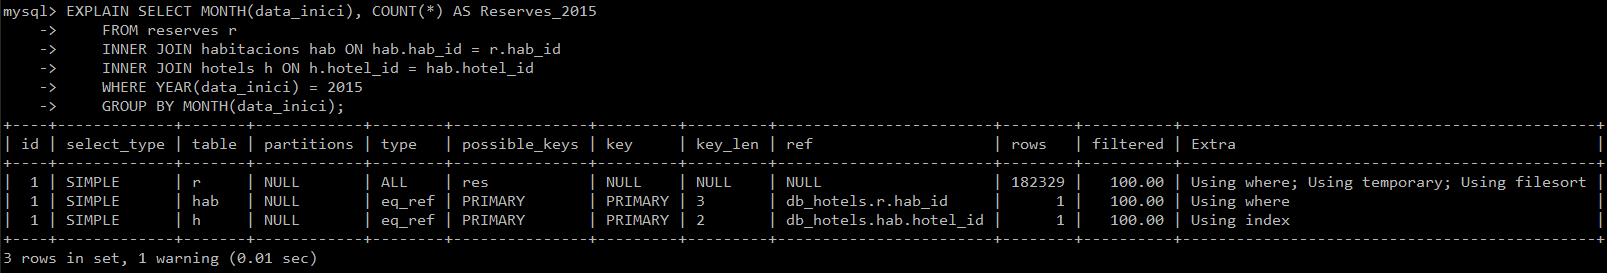 mysql> EXPLAIN SELECT MONTH(data_inici), COUNT(*) AS Reserves_2015
    ->     FROM reserves r
    ->     INNER JOIN habitacions hab ON hab.hab_id = r.hab_id
    ->     INNER JOIN hotels h ON h.hotel_id = hab.hotel_id
    ->     WHERE YEAR(data_inici) = 2015
    ->     GROUP BY MONTH(data_inici);
+----+-------------+-------+------------+--------+---------------+---------+---------+------------------------+--------+----------+----------------------------------------------+
| id | select_type | table | partitions | type   | possible_keys | key     | key_len | ref                    | rows   | filtered | Extra                                        |
+----+-------------+-------+------------+--------+---------------+---------+---------+------------------------+--------+----------+----------------------------------------------+
|  1 | SIMPLE      | r     | NULL       | ALL    | res           | NULL    | NULL    | NULL                   | 182329 |   100.00 | Using where; Using temporary; Using filesort |
|  1 | SIMPLE      | hab   | NULL       | eq_ref | PRIMARY       | PRIMARY | 3       | db_hotels.r.hab_id     |      1 |   100.00 | Using where                                  |
|  1 | SIMPLE      | h     | NULL       | eq_ref | PRIMARY       | PRIMARY | 2       | db_hotels.hab.hotel_id |      1 |   100.00 | Using index                                  |
+----+-------------+-------+------------+--------+---------------+---------+---------+------------------------+--------+----------+----------------------------------------------+
3 rows in set, 1 warning (0.01 sec)